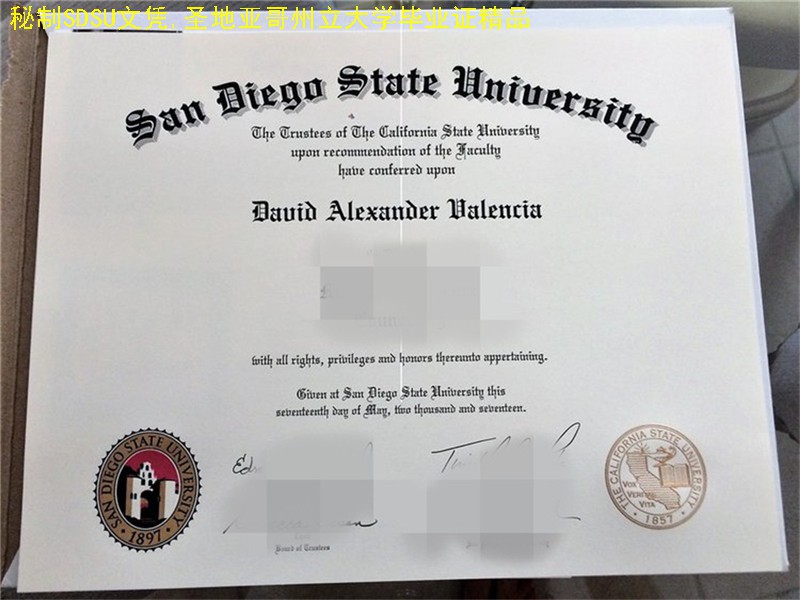 秘制SDSU文凭,圣地亚哥州立大学毕业证精品
San Diego State University
The Trustees of The California State University
upon recommendation of the Faculty
have conferred upon
David Alexander Valencia
with all rights, privileges and honors thereunto appertaining.
Given at San Diego State University this
seventeenth day of May, two thousand and seventeen.
SAN DIEGO STATE UNIVERSITY
1897
Board of Trustees
THE CALIFORNIA STATE UNIVERSITY
VOX
VERITAS
VITA
1857